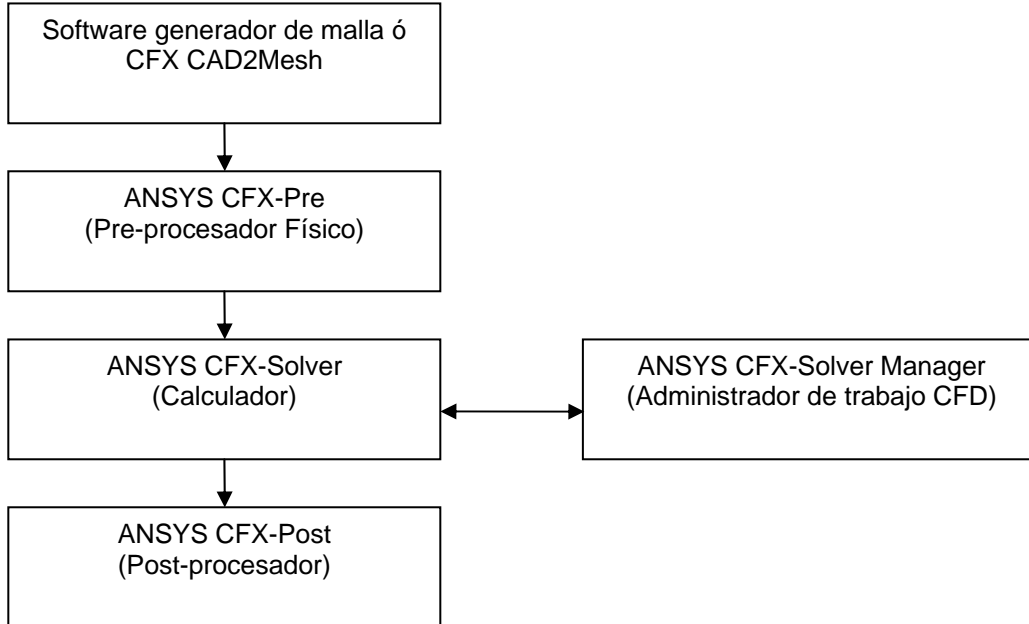 Software generador de malla ó
CFX CAD2Mesh
ANSYS CFX-Pre
(Pre-procesador Físico)
ANSYS CFX-Solver
(Calculador)
ANSYS CFX-Solver Manager
(Administrador de trabajo CFD)
ANSYS CFX-Post
(Post-procesador)